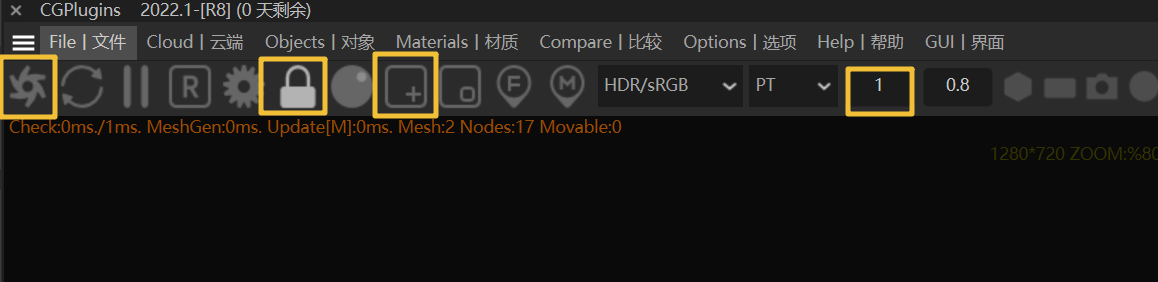 CGPlugins 2022.1-[R8] (0 天剩余)
File | 文件 Cloud | 云端 Objects | 对象 Materials | 材质 Compare | 比较 Options | 选项 Help | 帮助 GUI | 界面
R F M HDR/sRGB PT 1 0.8
Check:0ms./1ms. MeshGen:0ms. Update[M]:0ms. Mesh:2 Nodes:17 Movable:0
1280*720 ZOOM:%80